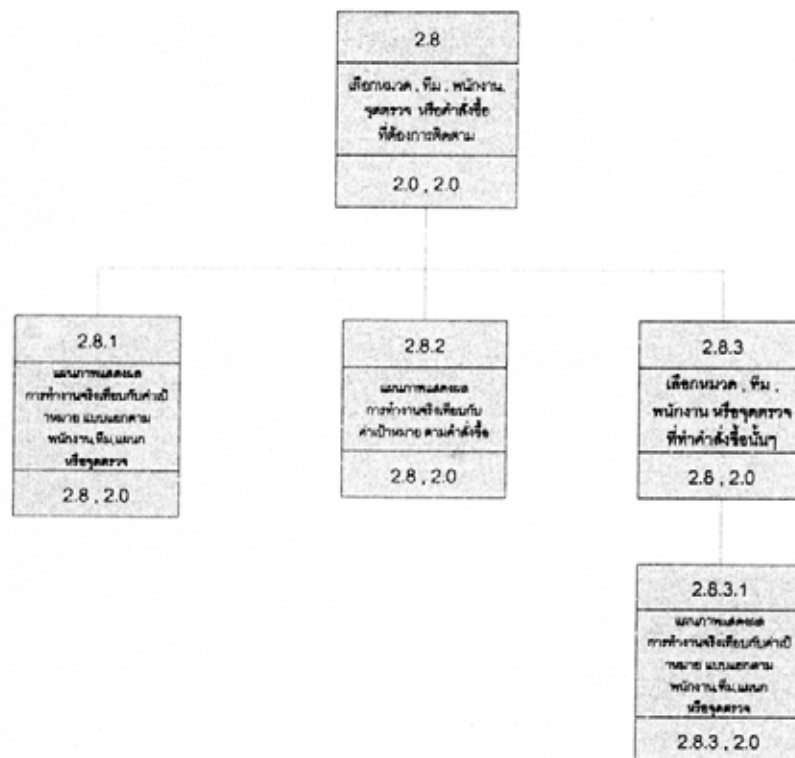 2.8
เลือกหมวด , ทีม , พนักงาน,
จุดตรวจ หรือคำสั่งซื้อ
ที่ต้องการติดตาม
2.0 , 2.0
2.8.1
แผนภาพแสดงผล
การทำงานจริงเทียบกับค่าเป้
าหมาย แบบแยกตาม
พนักงาน,ทีม,แผนก
หรือจุดตรวจ
2.8 , 2.0
2.8.2
แผนภาพแสดงผล
การทำงานจริงเทียบกับ
ค่าเป้าหมาย ตามคำสั่งซื้อ
2.8 , 2.0
2.8.3
เลือกหมวด , ทีม ,
พนักงาน หรือจุดตรวจ
ที่ทำคำสั่งซื้อนั้นๆ
2.8 , 2.0
2.8.3.1
แผนภาพแสดงผล
การทำงานจริงเทียบกับค่าเป้
าหมาย แบบแยกตาม
พนักงาน,ทีม,แผนก
หรือจุดตรวจ
2.8.3 , 2.0